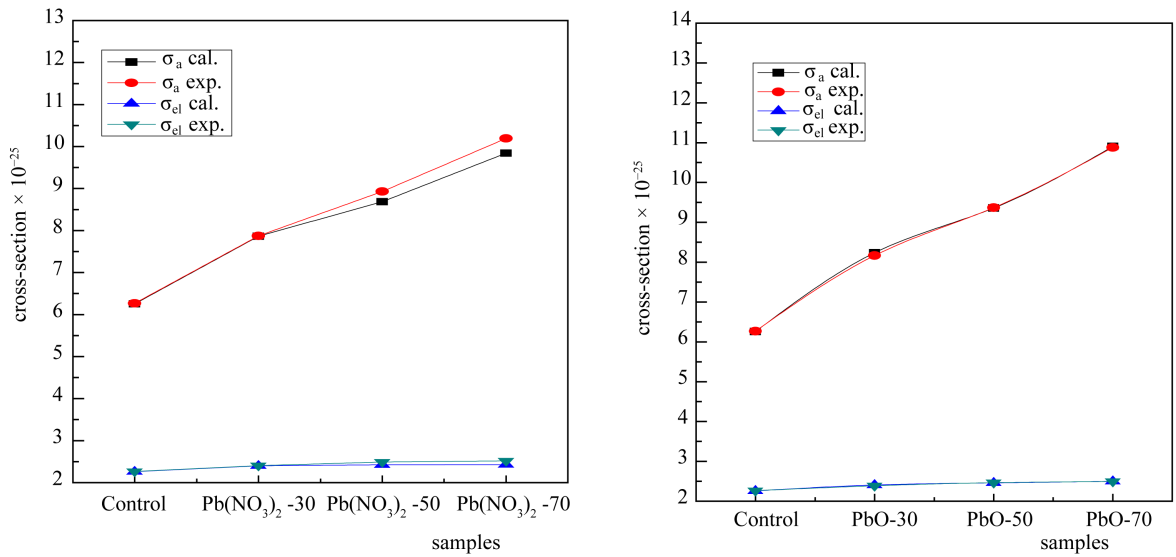 13
12
11
10
9
8
7
6
5
4
3
2
cross-section × 10⁻²⁵
σₐ cal.
σₐ exp.
σₑₗ cal.
σₑₗ exp.
Control
Pb(NO₃)₂ -30
Pb(NO₃)₂ -50
Pb(NO₃)₂ -70
samples
14
13
12
11
10
9
8
7
6
5
4
3
2
cross-section × 10⁻²⁵
σₐ cal.
σₐ exp.
σₑₗ cal.
σₑₗ exp.
Control
PbO-30
PbO-50
PbO-70
samples